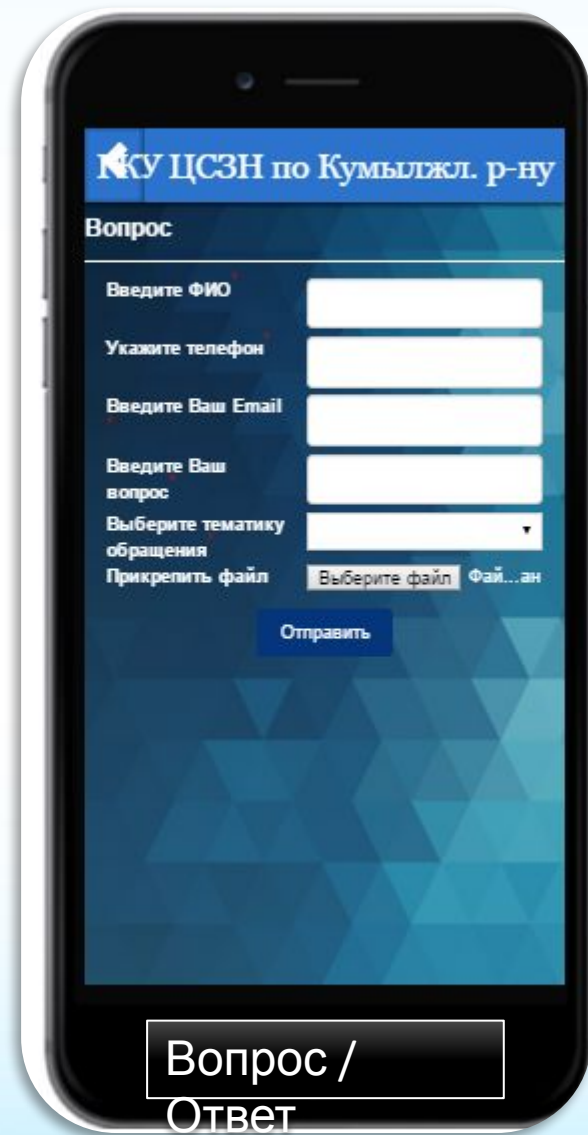 ГКУ ЦСЗН по Кумылжл. р-ну
Вопрос
Введите ФИО *
Укажите телефон *
Введите Ваш Email
*
Введите Ваш
вопрос *
Выберите тематику
обращения *
Прикрепить файл Выберите файл Фай...ан
Отправить
Вопрос /
Ответ